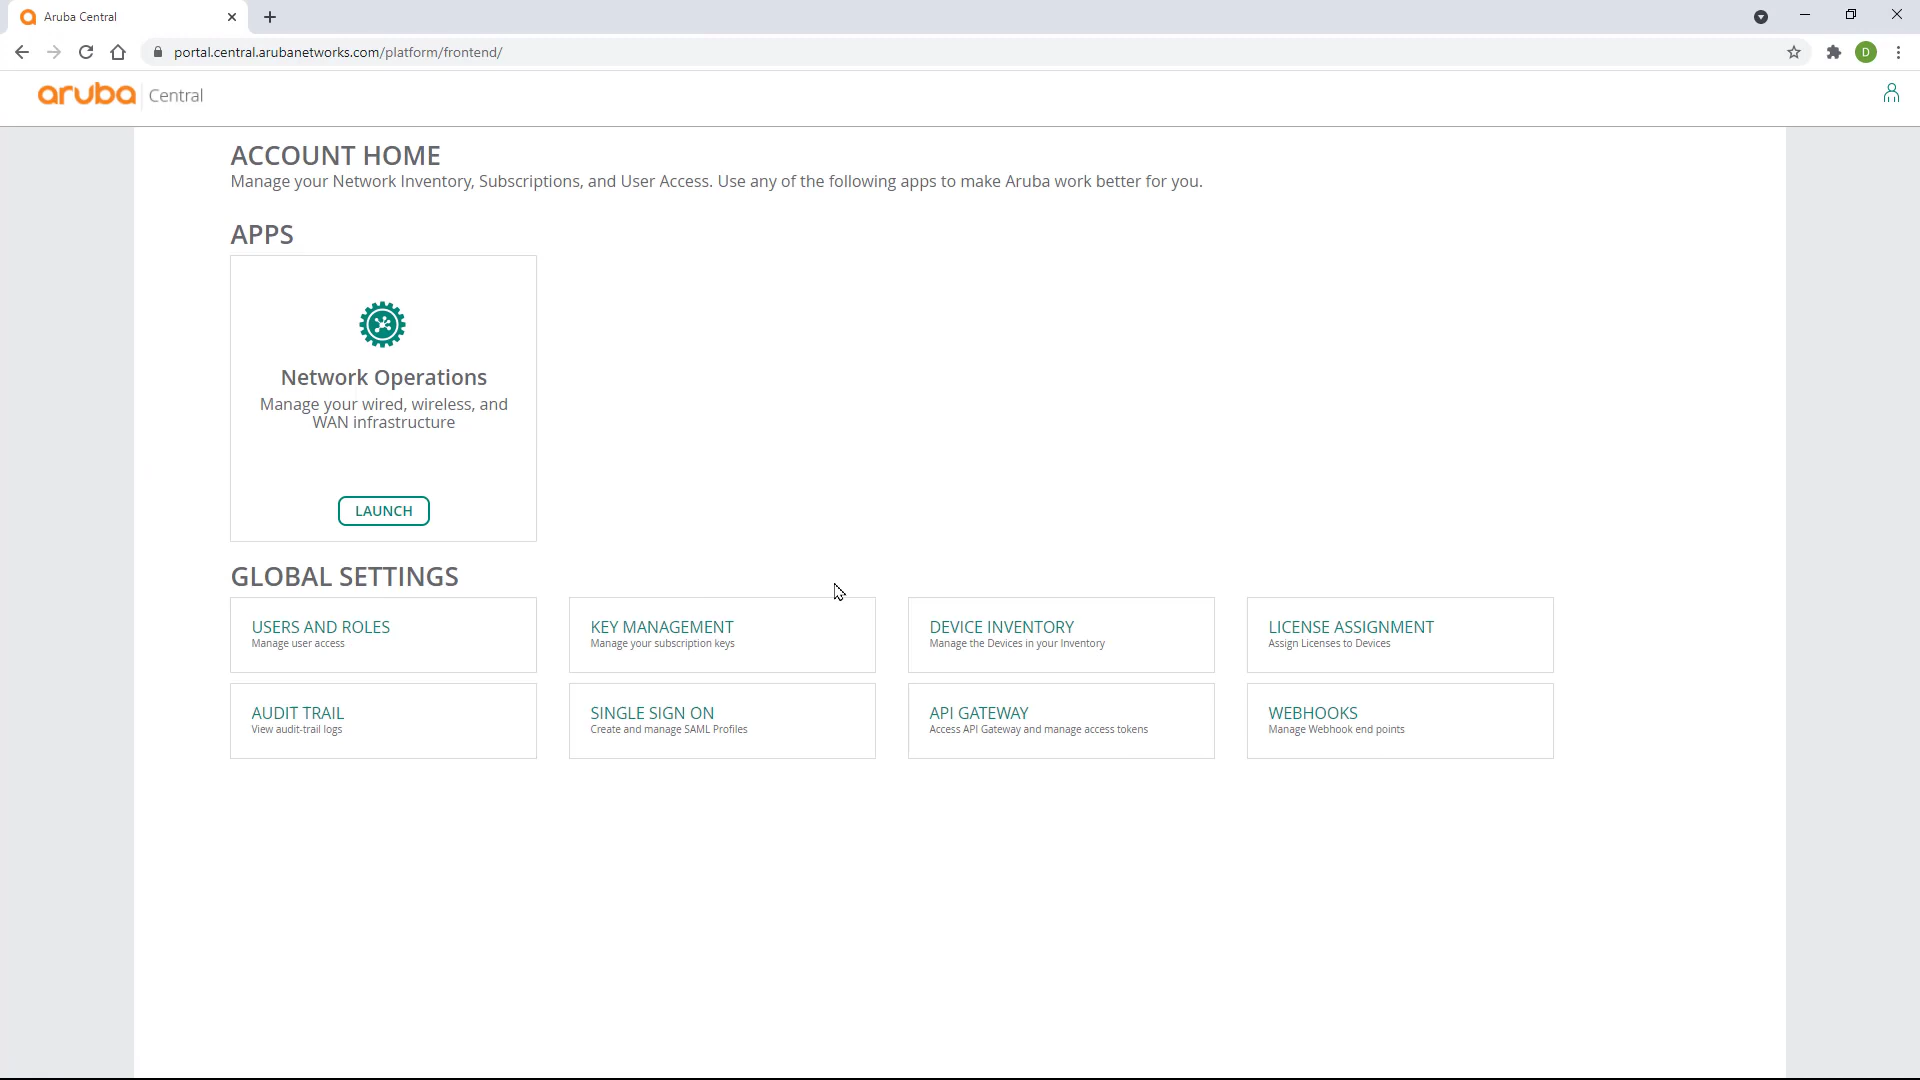 Aruba Central
portal.central.arubanetworks.com/platform/frontend/
D
aruba Central
ACCOUNT HOME
Manage your Network Inventory, Subscriptions, and User Access. Use any of the following apps to make Aruba work better for you.
APPS
Network Operations
Manage your wired, wireless, and
WAN infrastructure
LAUNCH
GLOBAL SETTINGS
USERS AND ROLES
Manage user access
KEY MANAGEMENT
Manage your subscription keys
DEVICE INVENTORY
Manage the Devices in your Inventory
LICENSE ASSIGNMENT
Assign Licenses to Devices
AUDIT TRAIL
View audit-trail logs
SINGLE SIGN ON
Create and manage SAML Profiles
API GATEWAY
Access API Gateway and manage access tokens
WEBHOOKS
Manage Webhook end points